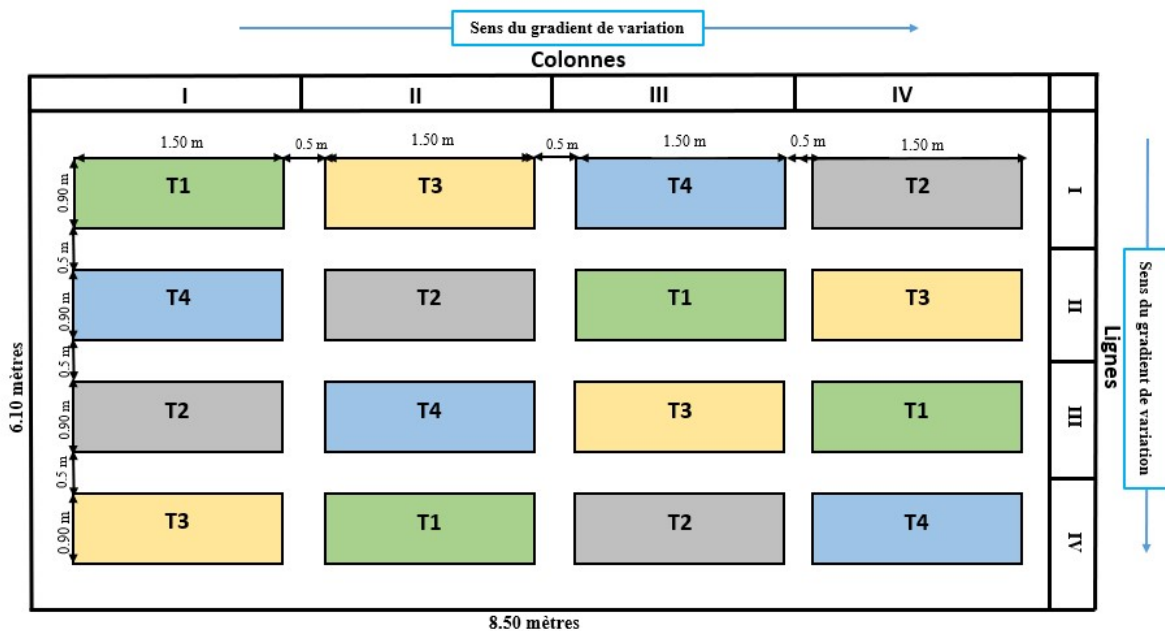 Sens du gradient de variation
Colonnes
I II III IV
1.50 m 0.5 m 1.50 m 0.5 m 1.50 m 0.5 m 1.50 m
0.90 m T1 T3 T4 T2 I
0.5 m
0.90 m T4 T2 T1 T3 II
0.5 m
0.90 m T2 T4 T3 T1 III
0.5 m
0.90 m T3 T1 T2 T4 IV
6.10 mètres
Lignes
Sens du gradient de variation
8.50 mètres